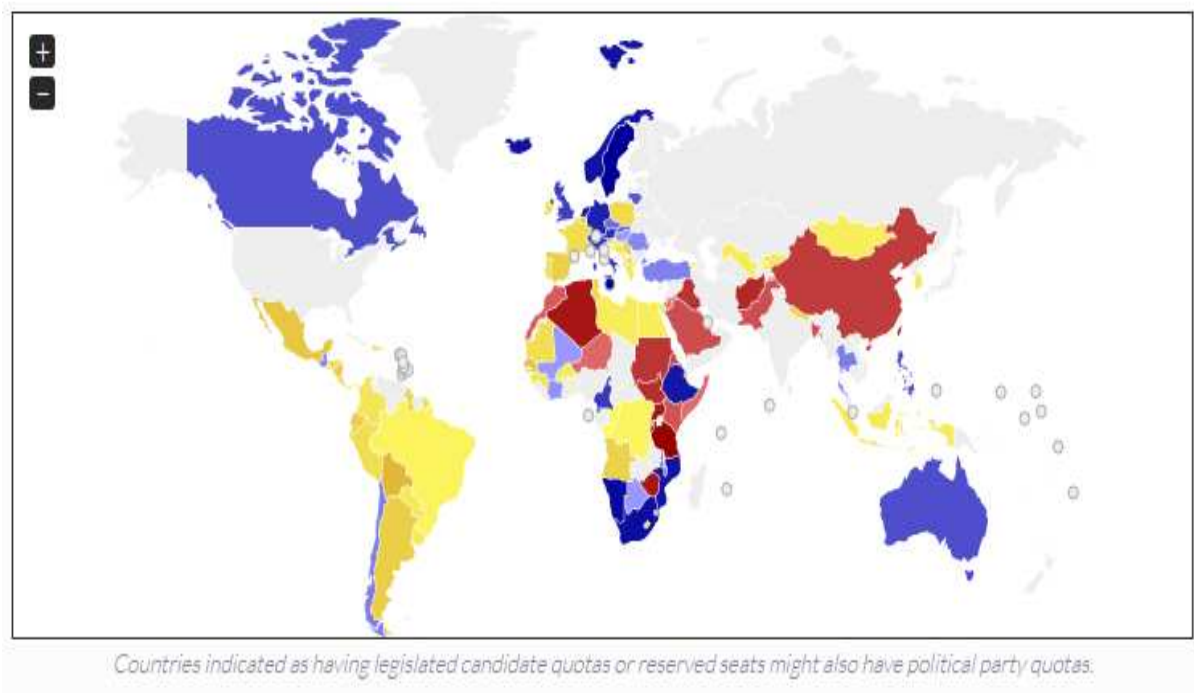 +
−
Countries indicated as having legislated candidate quotas or reserved seats might also have political party quotas.